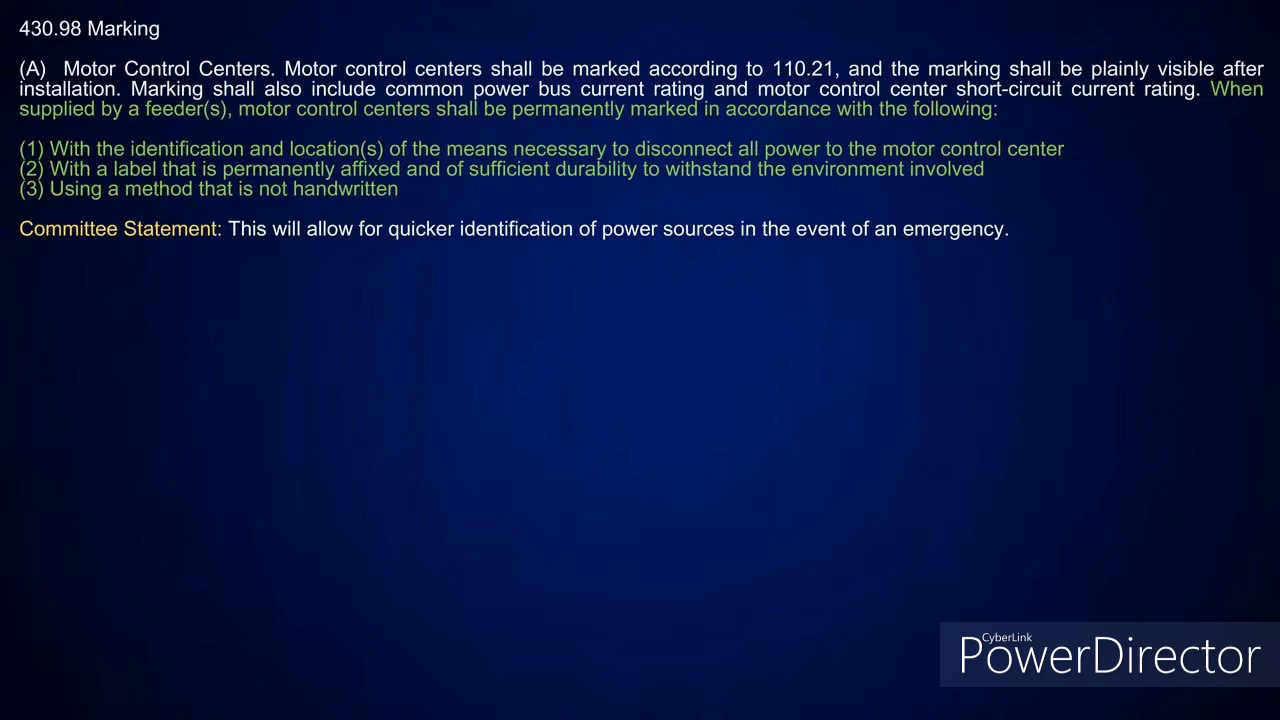 430.98 Marking
(A) Motor Control Centers. Motor control centers shall be marked according to 110.21, and the marking shall be plainly visible after
installation. Marking shall also include common power bus current rating and motor control center short-circuit current rating. When
supplied by a feeder(s), motor control centers shall be permanently marked in accordance with the following:
(1) With the identification and location(s) of the means necessary to disconnect all power to the motor control center
(2) With a label that is permanently affixed and of sufficient durability to withstand the environment involved
(3) Using a method that is not handwritten
Committee Statement: This will allow for quicker identification of power sources in the event of an emergency.
CyberLink
PowerDirector